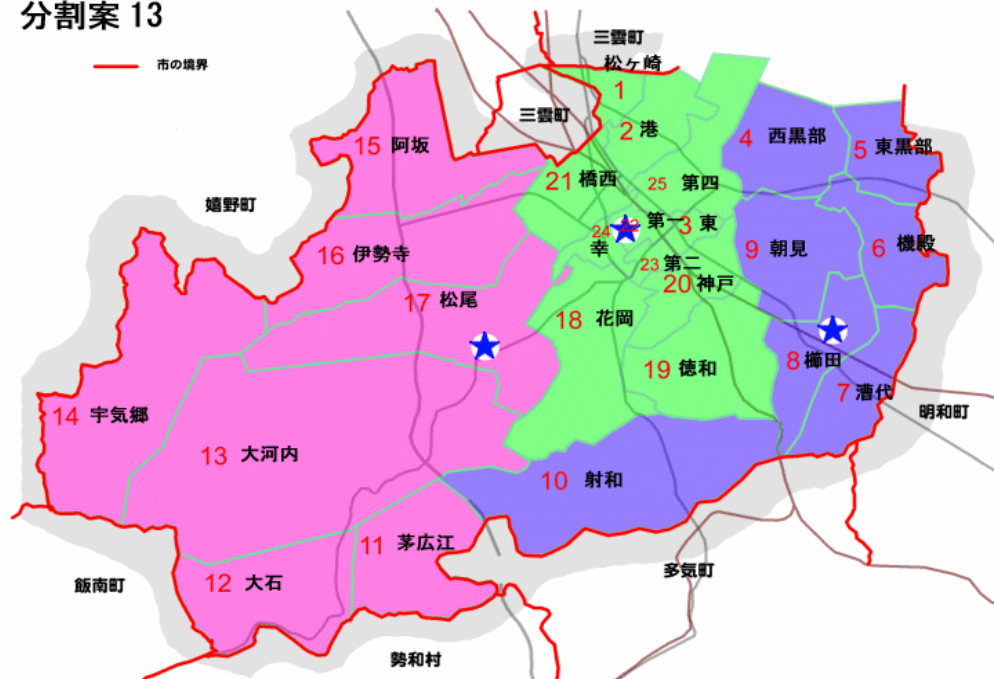 分割案 13
市の境界
三雲町
松ヶ崎
1
三雲町
2 港
4 西黒部
5 東黒部
15 阿坂
21 橋西
25 第四
嬉野町
24
22 第一
3 東
幸
9 朝見
6 機殿
16 伊勢寺
23 第二
20 神戸
17 松尾
18 花岡
19 徳和
8 櫛田
7 漕代
明和町
14 宇気郷
13 大河内
10 射和
11 茅広江
12 大石
飯南町
多気町
勢和村